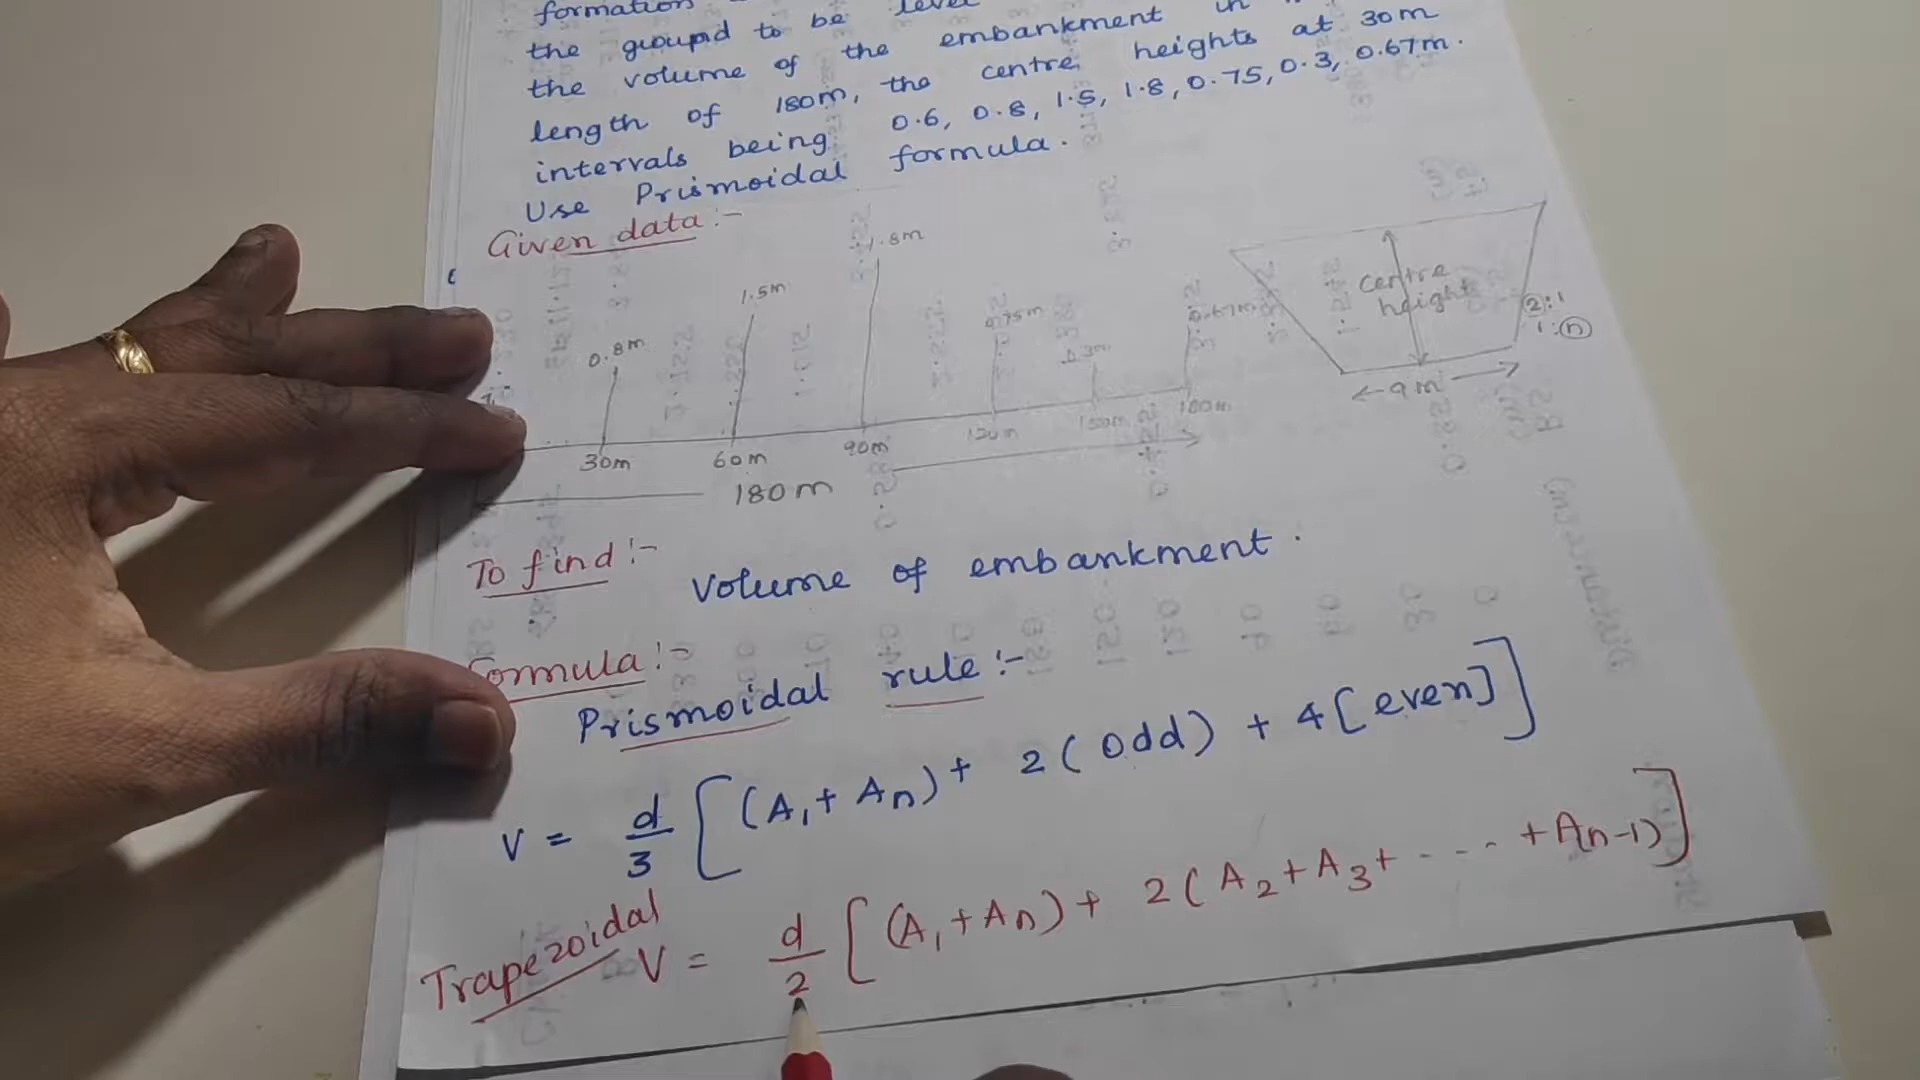 formation
the ground to be level
the volume of the embankment in
length of 180m, the centre heights at 30m
intervals being 0.6, 0.8, 1.5, 1.8, 0.75, 0.3, 0.67m.
Use Prismoidal formula.
Given data:-
0.8m
1.5m
1.8m
0.75m
0.3m
0.67m
30m
60m
90m
120m
150m
180m
180m
centre
height
2:1
1:n
9m
To find:-
Volume of embankment.
Formula:-
Prismoidal rule:-
V = d/3 [(A₁ + Aₙ) + 2(odd) + 4[even]]
Trapezoidal
V = d/2 [(A₁ + Aₙ) + 2(A₂ + A₃ + - - - + Aₙ₋₁)]